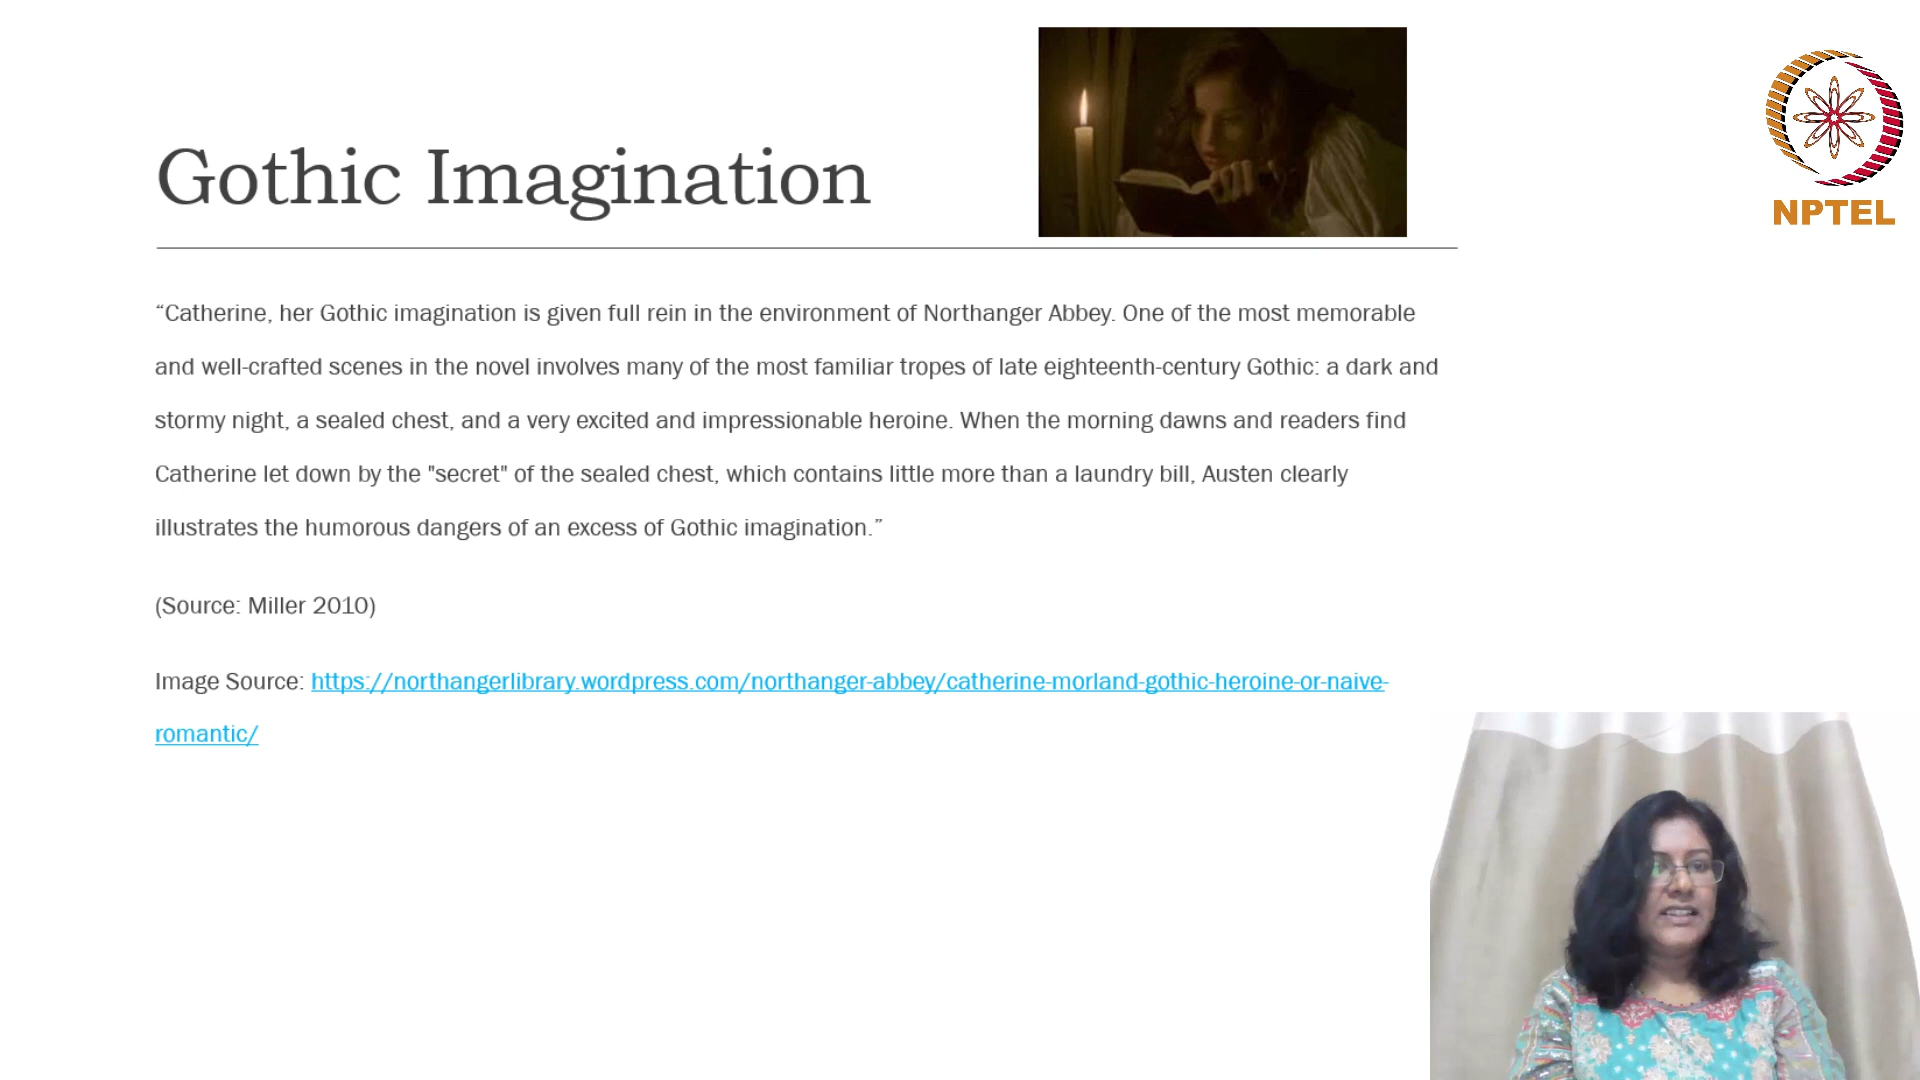 Gothic Imagination
NPTEL
“Catherine, her Gothic imagination is given full rein in the environment of Northanger Abbey. One of the most memorable
and well-crafted scenes in the novel involves many of the most familiar tropes of late eighteenth-century Gothic: a dark and
stormy night, a sealed chest, and a very excited and impressionable heroine. When the morning dawns and readers find
Catherine let down by the "secret" of the sealed chest, which contains little more than a laundry bill, Austen clearly
illustrates the humorous dangers of an excess of Gothic imagination.”
(Source: Miller 2010)
Image Source: https://northangerlibrary.wordpress.com/northanger-abbey/catherine-morland-gothic-heroine-or-naive-
romantic/